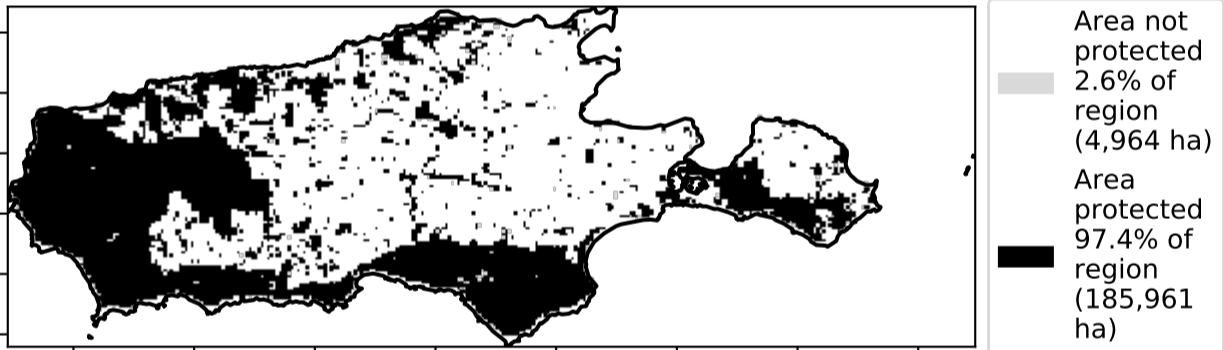 Area not
protected
2.6% of
region
(4,964 ha)
Area
protected
97.4% of
region
(185,961
ha)